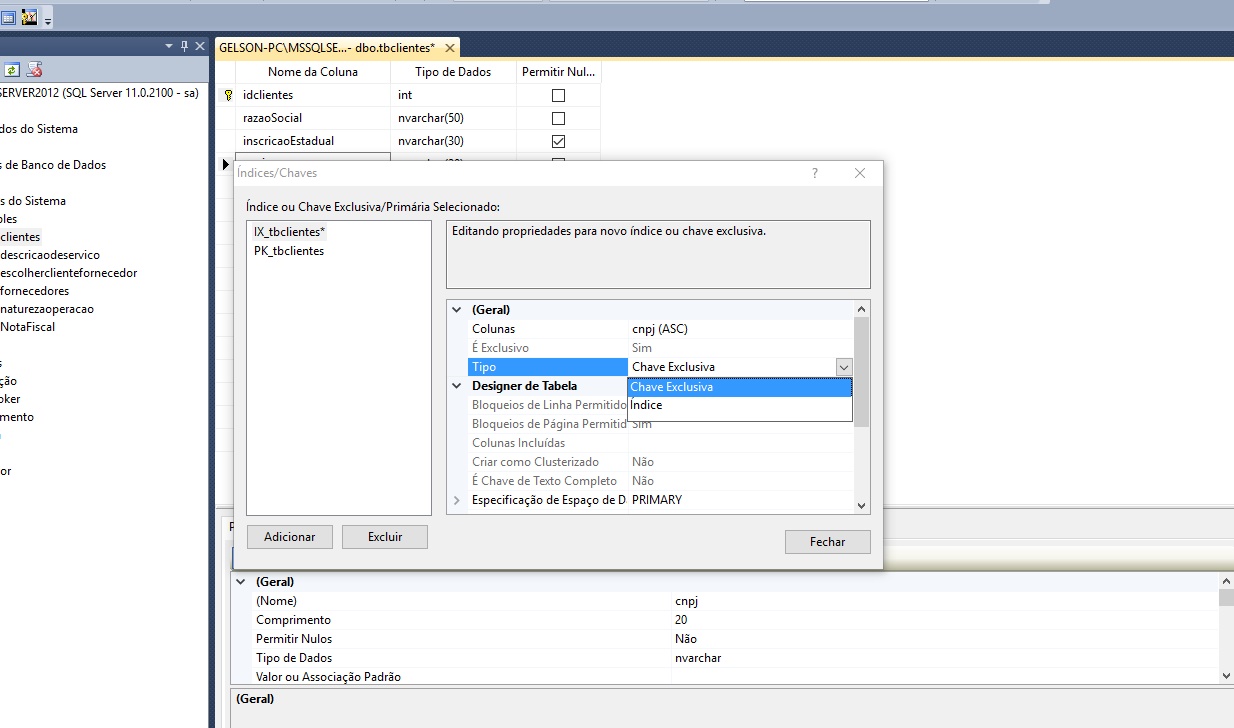 GELSON-PC\MSSQLSE...- dbo.tbclientes*
Nome da Coluna Tipo de Dados Permitir Nul...
idclientes int
razaoSocial nvarchar(50)
inscricaoEstadual nvarchar(30)
SERVER2012 (SQL Server 11.0.2100 - sa)
dos do Sistema
s de Banco de Dados
s do Sistema
bles
clientes
descricaodeservico
escolherclientefornecedor
fornecedores
naturezaoperacao
NotaFiscal
s
ção
oker
mento
or
Índices/Chaves ?
Índice ou Chave Exclusiva/Primária Selecionado:
IX_tbclientes*
PK_tbclientes
Editando propriedades para novo índice ou chave exclusiva.
(Geral)
Colunas cnpj (ASC)
É Exclusivo Sim
Tipo Chave Exclusiva
Chave Exclusiva
Índice
Designer de Tabela
Bloqueios de Linha Permitido
Bloqueios de Página Permitid Sim
Colunas Incluídas
Criar como Clusterizado Não
É Chave de Texto Completo Não
Especificação de Espaço de D PRIMARY
Adicionar Excluir Fechar
(Geral)
(Nome) cnpj
Comprimento 20
Permitir Nulos Não
Tipo de Dados nvarchar
Valor ou Associação Padrão
(Geral)